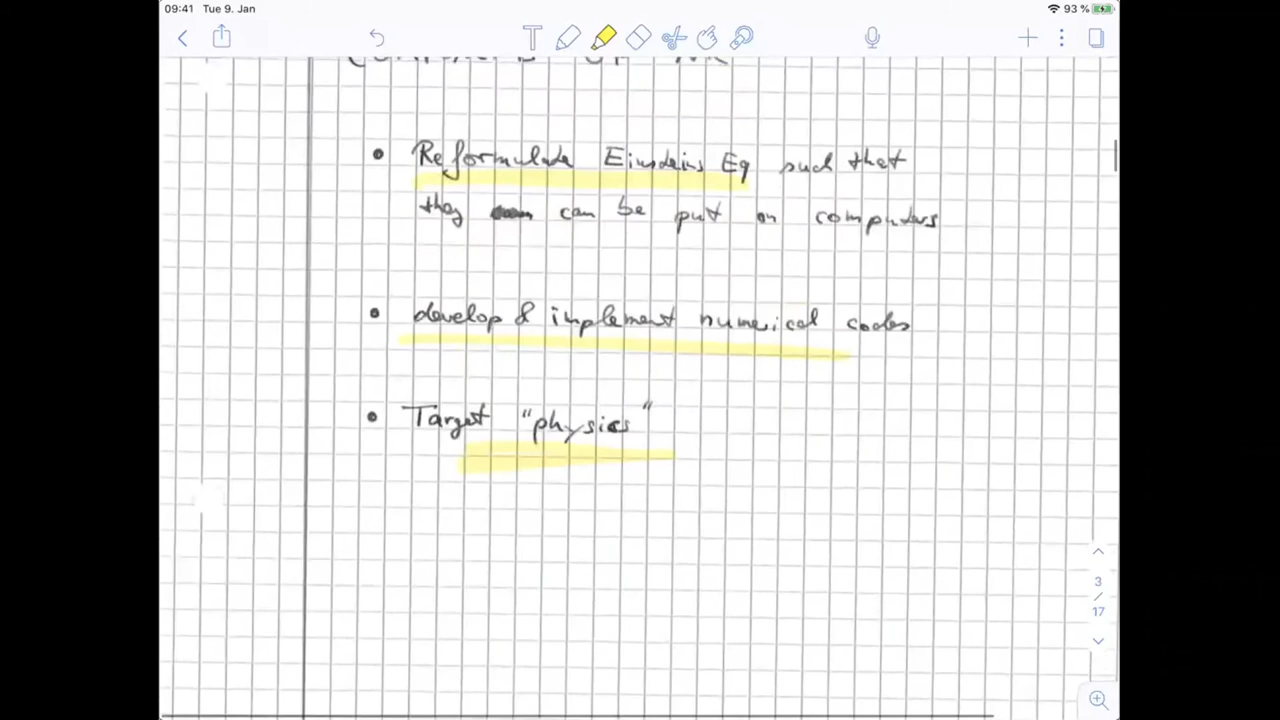 09:41 Tue 9. Jan 93 %
• Reformulate Einsteins Eq such that
they can be put on computers
• develop & implement numerical codes
• Target "physics"
3
/
17